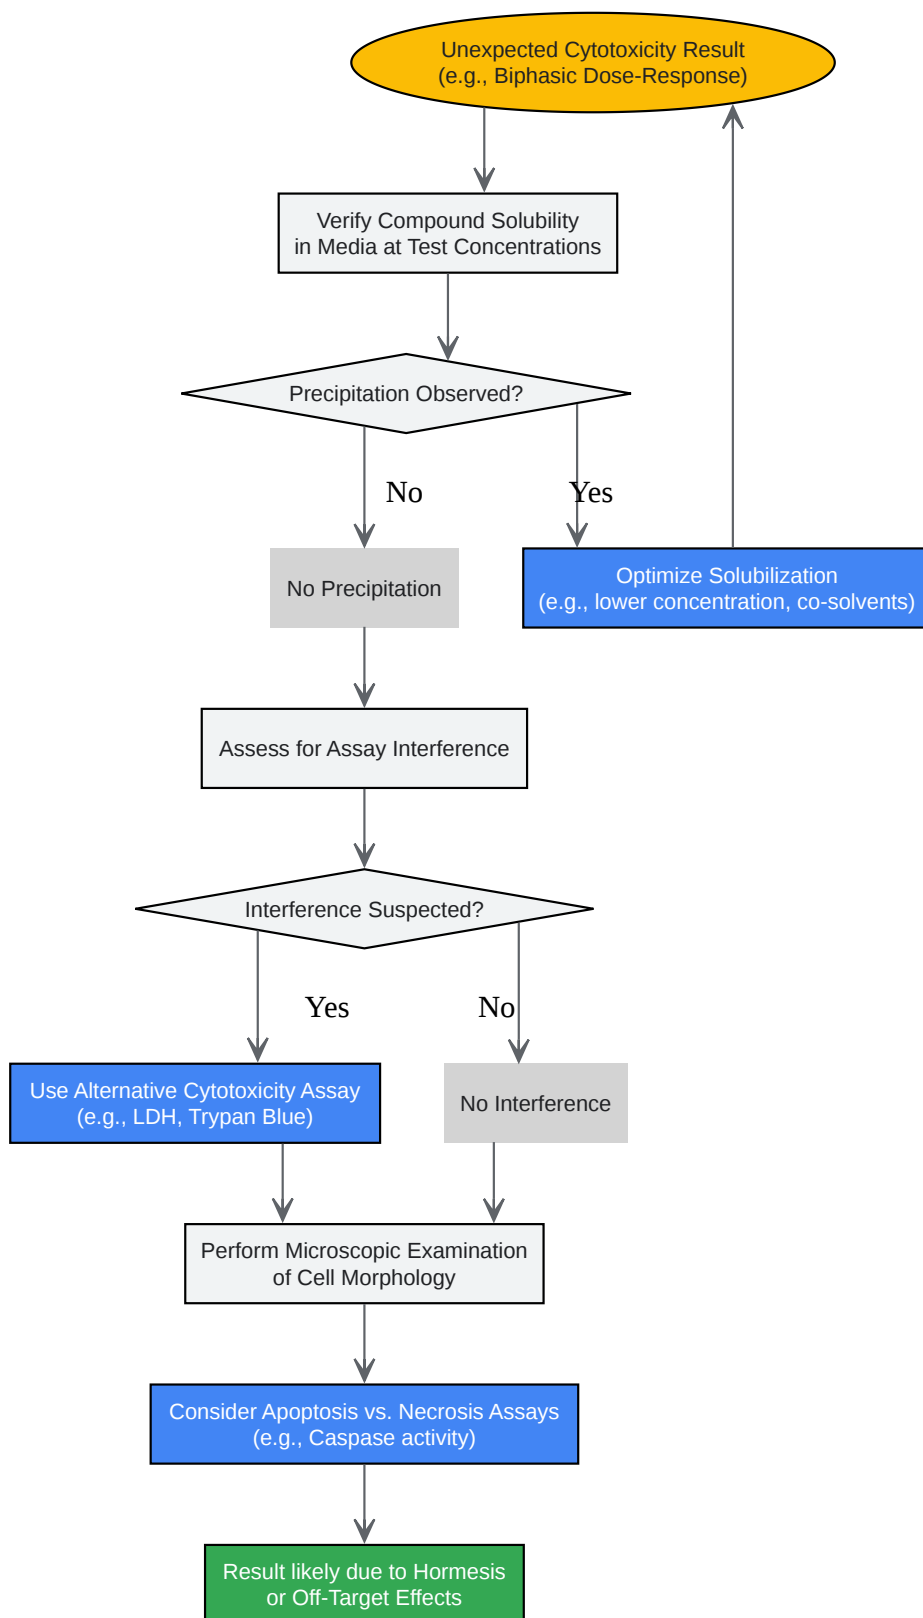 Unexpected Cytotoxicity Result
(e.g., Biphasic Dose-Response)
Verify Compound Solubility
in Media at Test Concentrations
Precipitation Observed?
No
Yes
No Precipitation
Optimize Solubilization
(e.g., lower concentration, co-solvents)
Assess for Assay Interference
Interference Suspected?
Yes
No
Use Alternative Cytotoxicity Assay
(e.g., LDH, Trypan Blue)
No Interference
Perform Microscopic Examination
of Cell Morphology
Consider Apoptosis vs. Necrosis Assays
(e.g., Caspase activity)
Result likely due to Hormesis
or Off-Target Effects